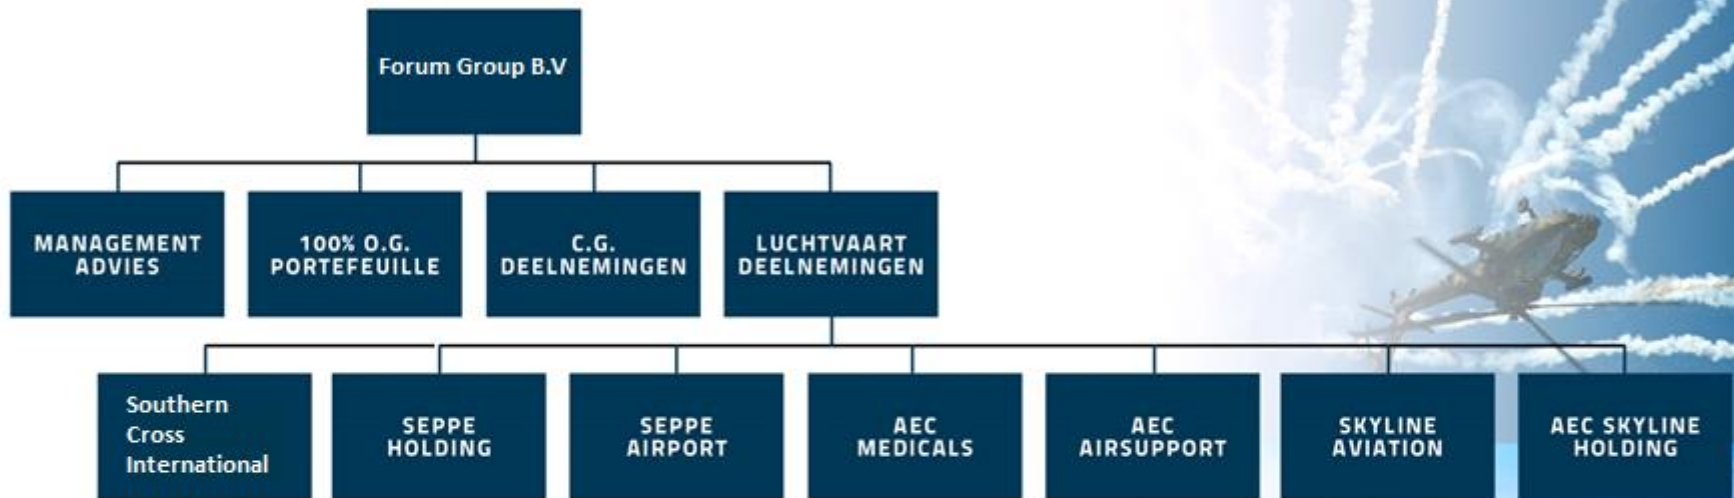 Forum Group B.V
MANAGEMENT
ADVIES
100% O.G.
PORTEFEUILLE
C.G.
DEELNEMINGEN
LUCHTVAART
DEELNEMINGEN
Southern
Cross
International
SEPPE
HOLDING
SEPPE
AIRPORT
AEC
MEDICALS
AEC
AIRSUPPORT
SKYLINE
AVIATION
AEC SKYLINE
HOLDING